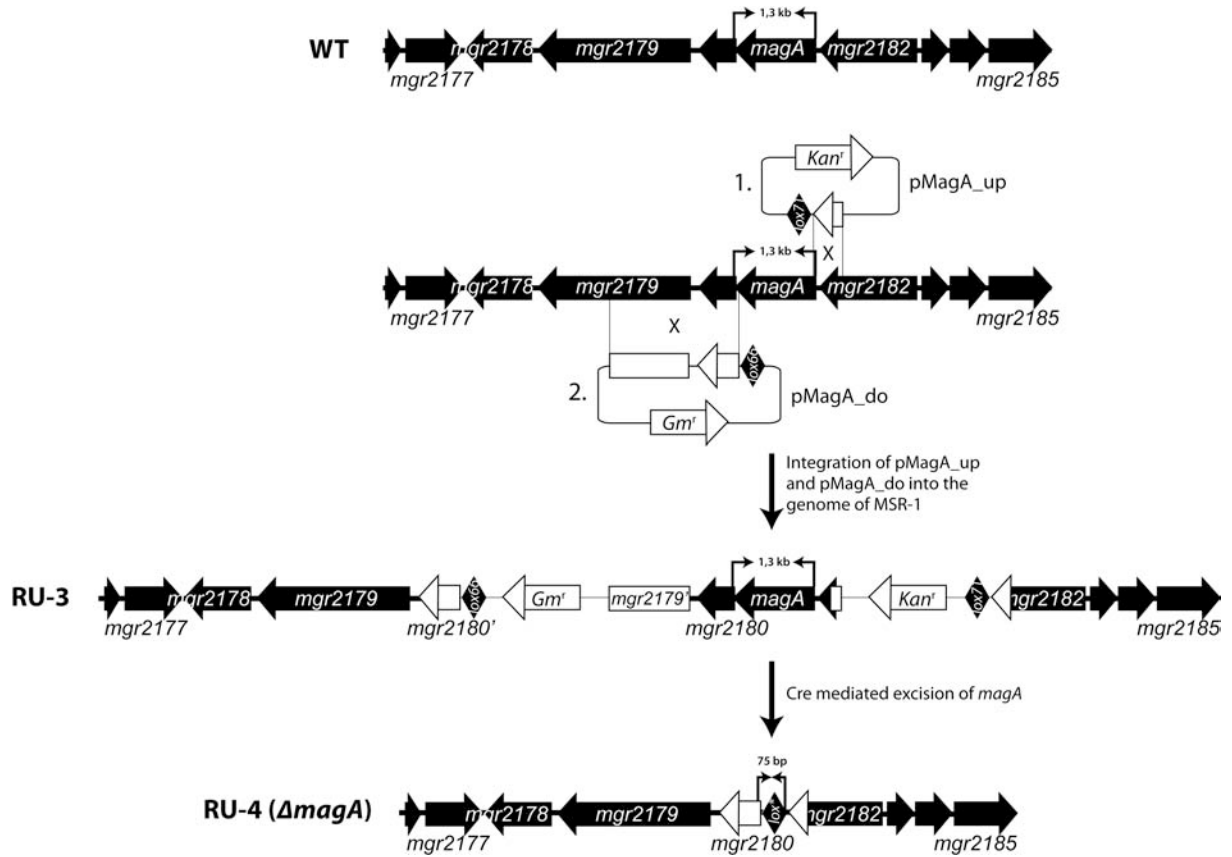 1,3 kb
WT
mgr2178 mgr2179 magA mgr2182
mgr2177 mgr2185
Kanʳ
1. pMagA_up
lox71
X
1,3 kb
mgr2178 mgr2179 magA mgr2182
mgr2177 mgr2185
X
lox66
2. pMagA_do
Gmʳ
Integration of pMagA_up
and pMagA_do into the
genome of MSR-1
1,3 kb
RU-3
mgr2178 mgr2179 lox66 Gmʳ mgr2179' magA Kanʳ lox71 mgr2182
mgr2177 mgr2180' mgr2180 mgr2185
Cre mediated excision of magA
75 bp
RU-4 (ΔmagA)
mgr2178 mgr2179 lox* mgr2182
mgr2177 mgr2180 mgr2185